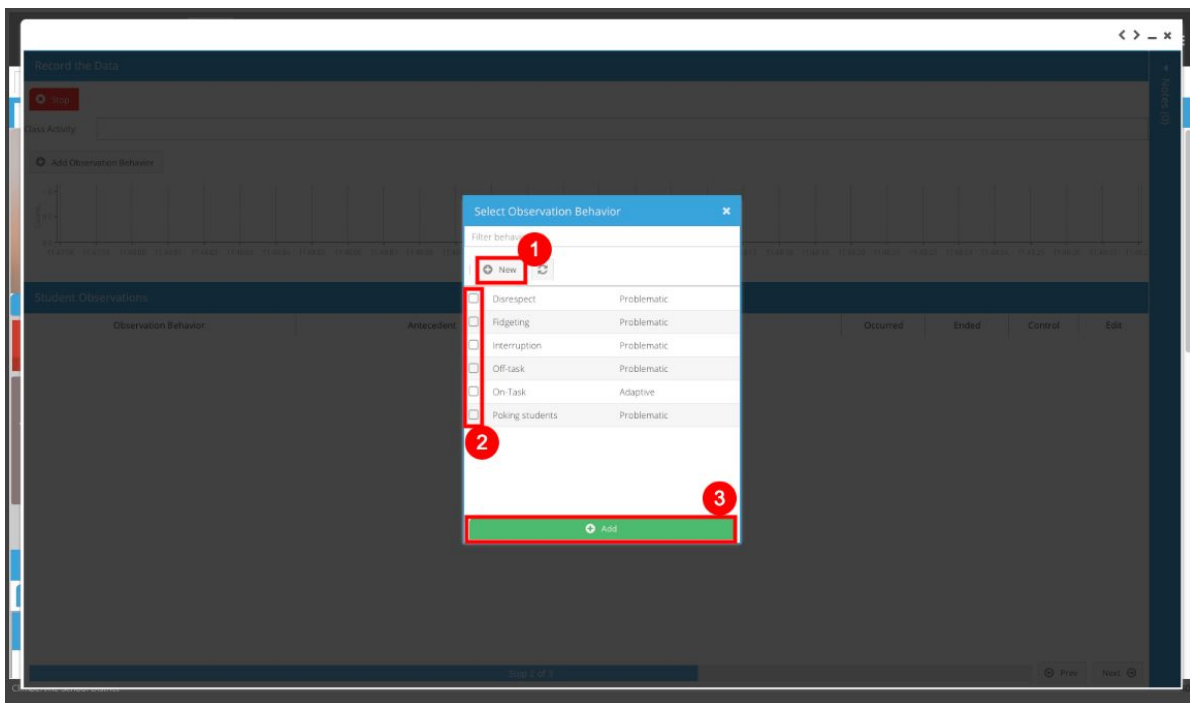 Record the Data
Stop
Class Activity:
Add Observation Behavior
Notes (0)
Select Observation Behavior
Filter behav
1
New
Disrespect Problematic
Fidgeting Problematic
Interruption Problematic
Off-task Problematic
On-Task Adaptive
Poking students Problematic
2
3
Add
Student Observations
Observation Behavior Antecedent Occurred Ended Control Edit
Step 2 of 3
Prev Next